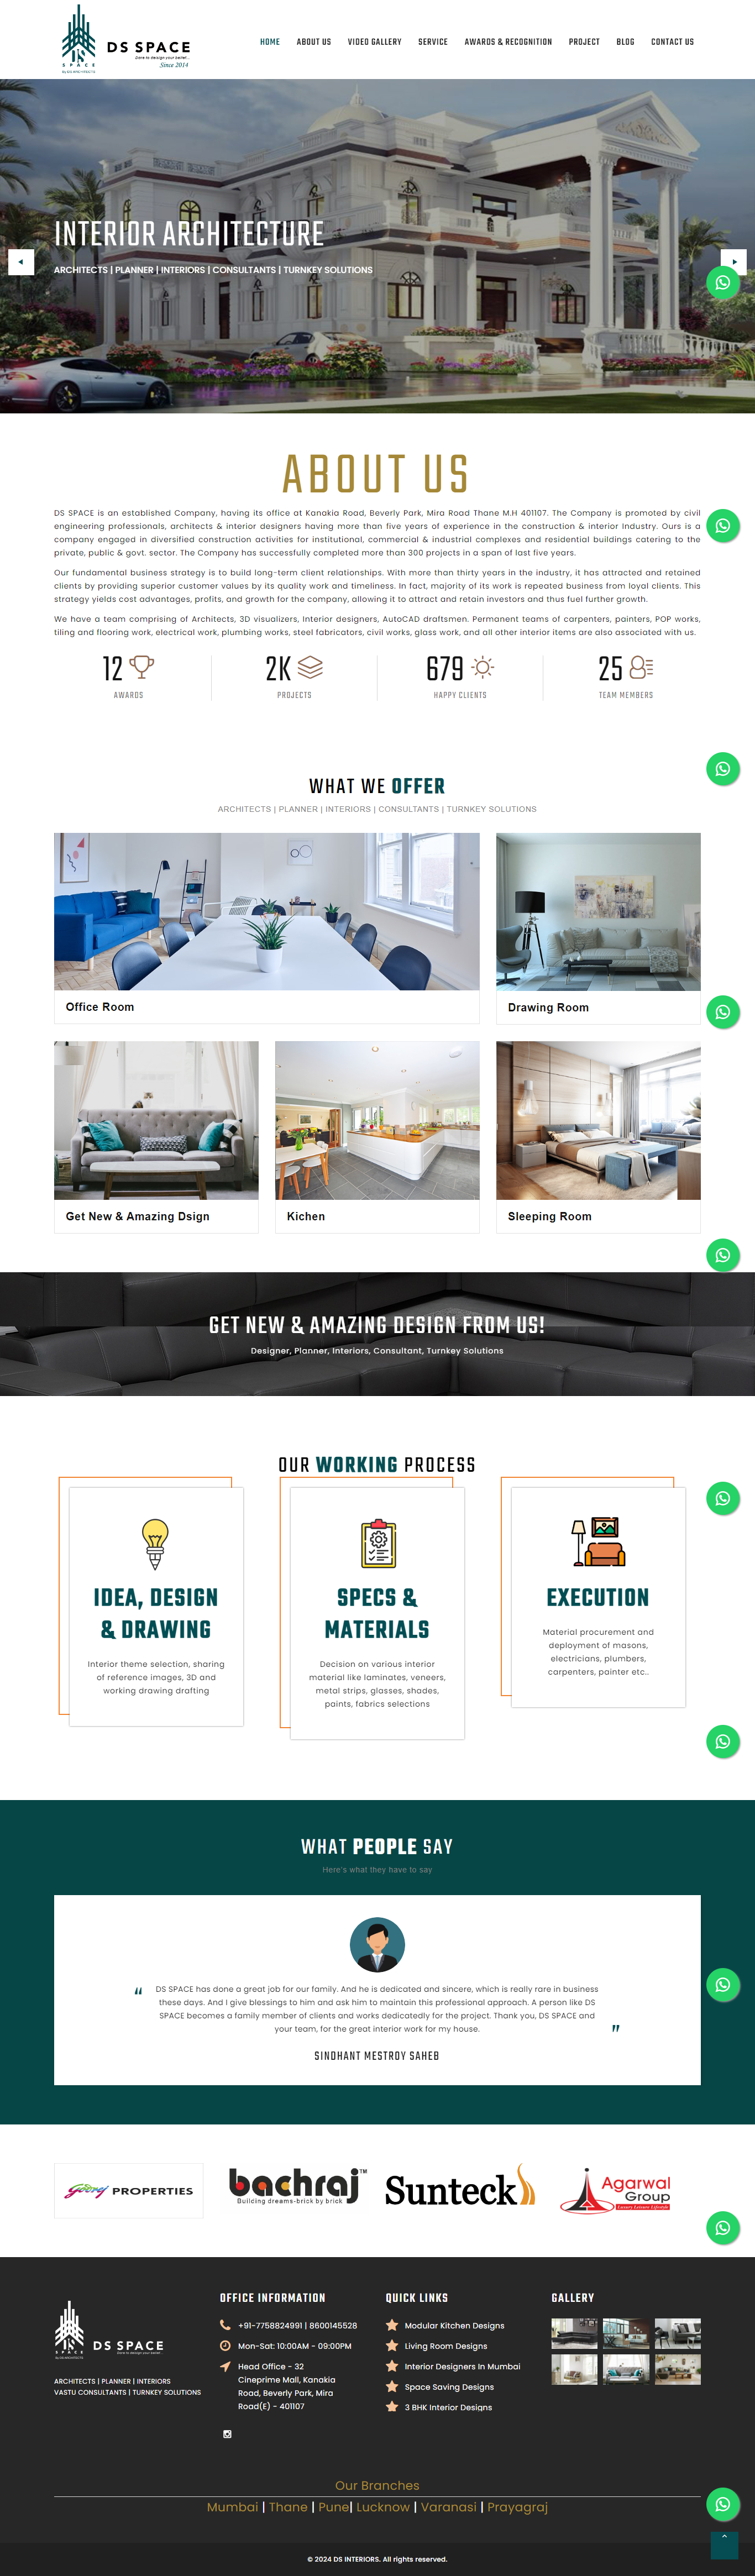 DS SPACE
Dare to design your belief...
Since 2014
SPACE
By DS ARCHITECTS
HOME ABOUT US VIDEO GALLERY SERVICE AWARDS & RECOGNITION PROJECT BLOG CONTACT US
INTERIOR ARCHITECTURE
ARCHITECTS | PLANNER | INTERIORS | CONSULTANTS | TURNKEY SOLUTIONS
ABOUT US
DS SPACE is an established Company, having its office at Kanakia Road, Beverly Park, Mira Road Thane M.H 401107. The Company is promoted by civil
engineering professionals, architects & interior designers having more than five years of experience in the construction & interior Industry. Ours is a
company engaged in diversified construction activities for institutional, commercial & industrial complexes and residential buildings catering to the
private, public & govt. sector. The Company has successfully completed more than 300 projects in a span of last five years.
Our fundamental business strategy is to build long-term client relationships. With more than thirty years in the industry, it has attracted and retained
clients by providing superior customer values by its quality work and timeliness. In fact, majority of its work is repeated business from loyal clients. This
strategy yields cost advantages, profits, and growth for the company, allowing it to attract and retain investors and thus fuel further growth.
We have a team comprising of Architects, 3D visualizers, Interior designers, AutoCAD draftsmen. Permanent teams of carpenters, painters, POP works,
tiling and flooring work, electrical work, plumbing works, steel fabricators, civil works, glass work, and all other interior items are also associated with us.
12 2K 679 25
AWARDS PROJECTS HAPPY CLIENTS TEAM MEMBERS
WHAT WE OFFER
ARCHITECTS | PLANNER | INTERIORS | CONSULTANTS | TURNKEY SOLUTIONS
Office Room
Drawing Room
Get New & Amazing Dsign
Kichen
Sleeping Room
GET NEW & AMAZING DESIGN FROM US!
Designer, Planner, Interiors, Consultant, Turnkey Solutions
OUR WORKING PROCESS
IDEA, DESIGN
& DRAWING
Interior theme selection, sharing
of reference images, 3D and
working drawing drafting
SPECS &
MATERIALS
Decision on various interior
material like laminates, veneers,
metal strips, glasses, shades,
paints, fabrics selections
EXECUTION
Material procurement and
deployment of masons,
electricians, plumbers,
carpenters, painter etc..
WHAT PEOPLE SAY
Here's what they have to say
“ DS SPACE has done a great job for our family. And he is dedicated and sincere, which is really rare in business
these days. And I give blessings to him and ask him to maintain this professional approach. A person like DS
SPACE becomes a family member of clients and works dedicatedly for the project. Thank you, DS SPACE and
your team, for the great interior work for my house. ”
SINDHANT MESTROY SAHEB
Godrej PROPERTIES
bachraj TM
Building dreams-brick by brick
Sunteck
Agarwal
Group
Luxury Leisure Lifestyle
SPACE
By DS ARCHITECTS
DS SPACE
Dare to design your belief...
ARCHITECTS | PLANNER | INTERIORS
VASTU CONSULTANTS | TURNKEY SOLUTIONS
OFFICE INFORMATION
+91-7758824991 | 8600145528
Mon-Sat: 10:00AM - 09:00PM
Head Office - 32
Cineprime Mall, Kanakia
Road, Beverly Park, Mira
Road(E) - 401107
QUICK LINKS
Modular Kitchen Designs
Living Room Designs
Interior Designers In Mumbai
Space Saving Designs
3 BHK Interior Designs
GALLERY
Our Branches
Mumbai | Thane | Pune| Lucknow | Varanasi | Prayagraj
© 2024 DS INTERIORS. All rights reserved.